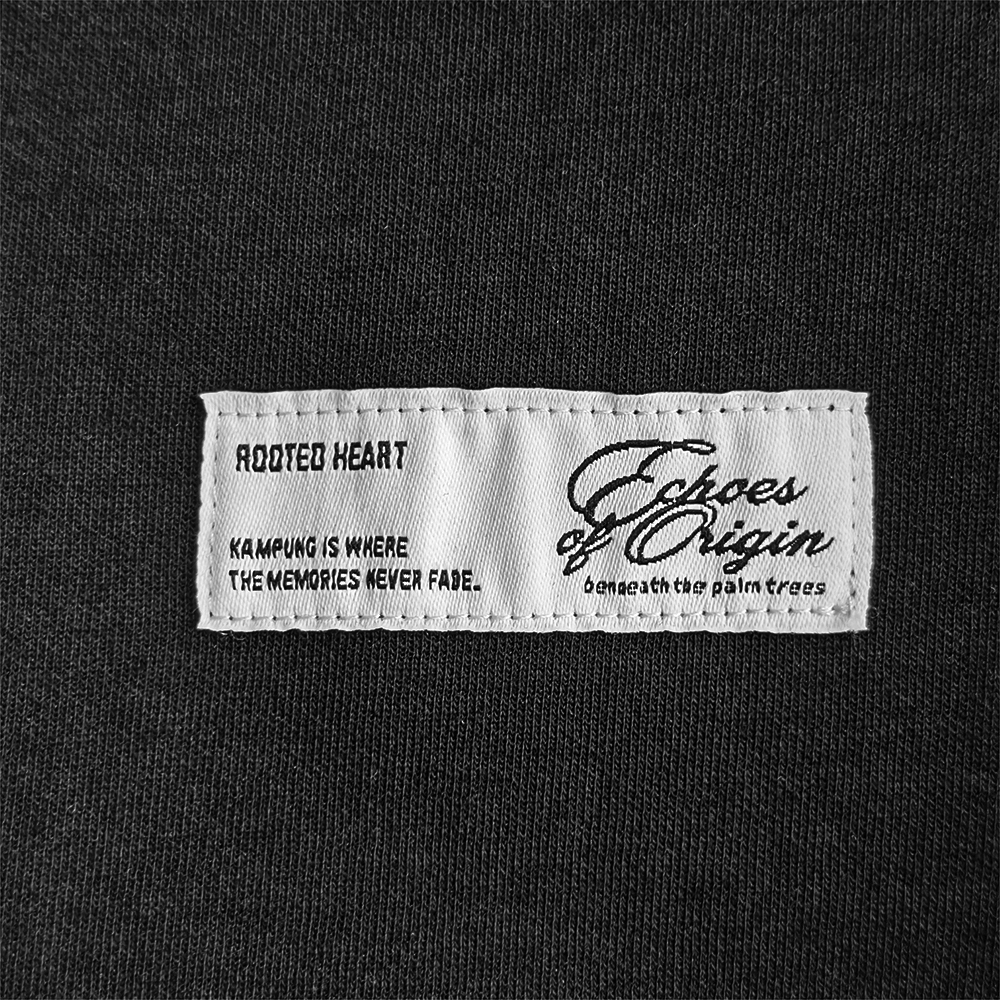 ROOTED HEART
KAMPUNG IS WHERE
THE MEMORIES NEVER FADE.
Echoes
of Origin
beneath the palm trees